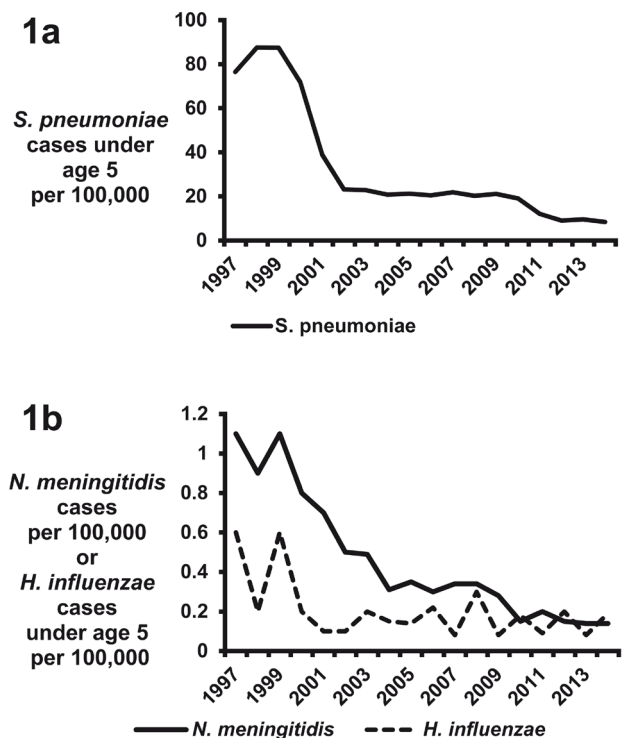 1a
S. pneumoniae
cases under
age 5
per 100,000
100
80
60
40
20
0
1997
1999
2001
2003
2005
2007
2009
2011
2013
S. pneumoniae
1b
N. meningitidis
cases
per 100,000
or
H. influenzae
cases
under age 5
per 100,000
1.2
1
0.8
0.6
0.4
0.2
0
1997
1999
2001
2003
2005
2007
2009
2011
2013
N. meningitidis
H. influenzae